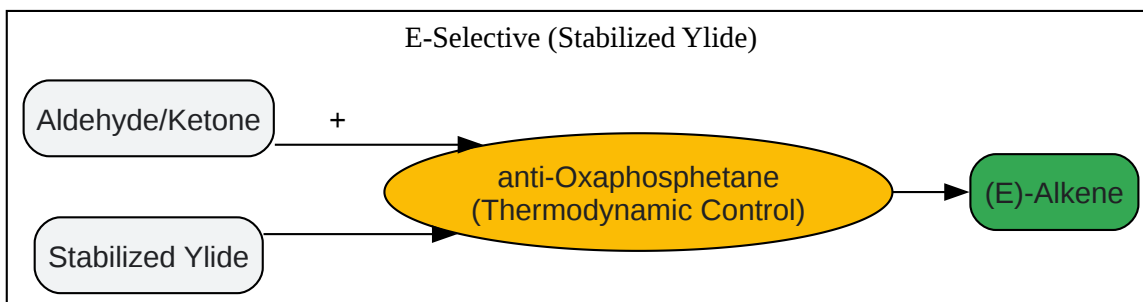 E-Selective (Stabilized Ylide)
Aldehyde/Ketone
+
anti-Oxaphosphetane
(Thermodynamic Control)
(E)-Alkene
Stabilized Ylide